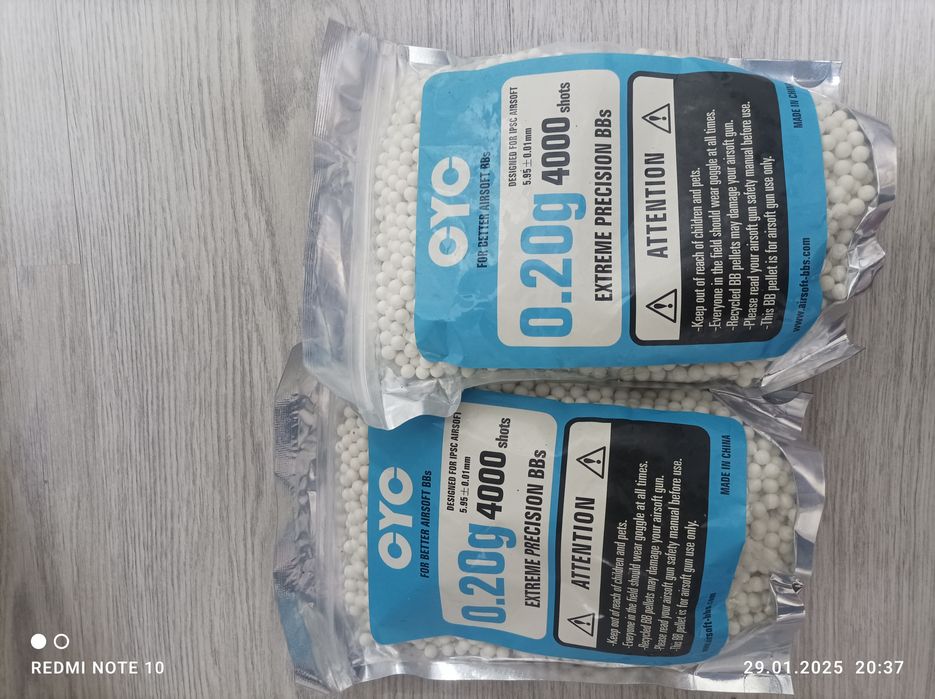 CYC
FOR BETTER AIRSOFT BBs
DESIGNED FOR IPSC AIRSOFT
5.95±0.01mm
0.20g 4000 shots
EXTREME PRECISION BBs
ATTENTION
-Keep out of reach of children and pets.
-Everyone in the field should wear goggle at all times.
-Recycled BB pellets may damage your airsoft gun.
-Please read your airsoft gun safety manual before use.
-This BB pellet is for airsoft gun use only.
www.airsoft-bbs.com
MADE IN CHINA
CYC
FOR BETTER AIRSOFT BBs
DESIGNED FOR IPSC AIRSOFT
5.95±0.01mm
0.20g 4000 shots
EXTREME PRECISION BBs
ATTENTION
-Keep out of reach of children and pets.
-Everyone in the field should wear goggle at all times.
-Recycled BB pellets may damage your airsoft gun.
-Please read your airsoft gun safety manual before use.
-This BB pellet is for airsoft gun use only.
www.airsoft-bbs.com
MADE IN CHINA
REDMI NOTE 10
29.01.2025 20:37